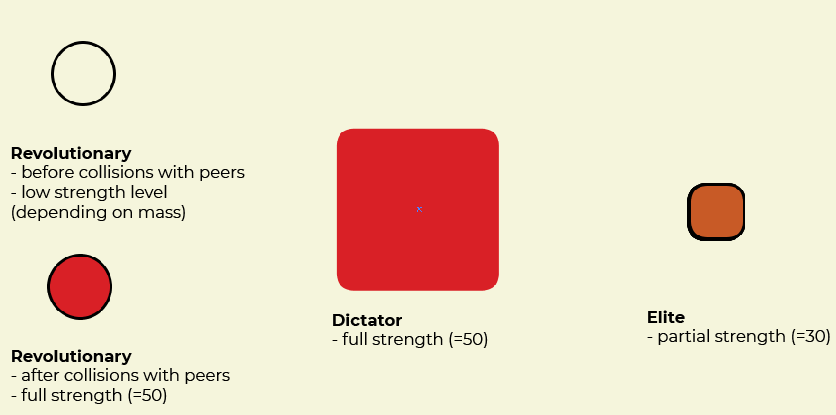 Revolutionary
- before collisions with peers
- low strength level
(depending on mass)
Revolutionary
- after collisions with peers
- full strength (=50)
Dictator
- full strength (=50)
Elite
- partial strength (=30)